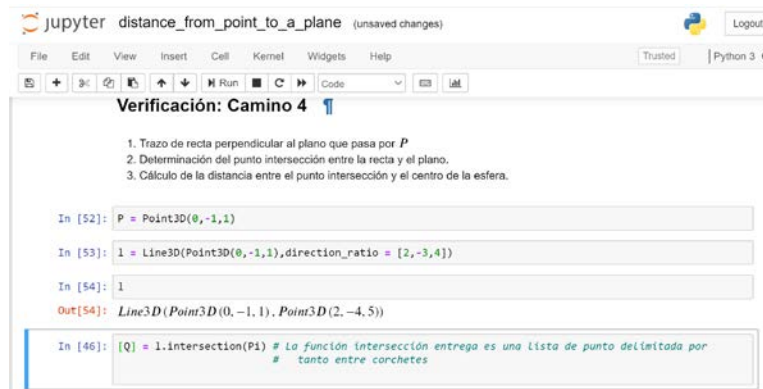 jupyter distance_from_point_to_a_plane (unsaved changes)
Logout
File Edit View Insert Cell Kernel Widgets Help
Trusted
Python 3
Run
Code
Verificación: Camino 4 ¶
1. Trazo de recta perpendicular al plano que pasa por P
2. Determinación del punto intersección entre la recta y el plano.
3. Cálculo de la distancia entre el punto intersección y el centro de la esfera.
In [52]: P = Point3D(0,-1,1)
In [53]: l = Line3D(Point3D(0,-1,1),direction_ratio = [2,-3,4])
In [54]: l
Out[54]: Line3D(Point3D(0, −1, 1), Point3D(2, −4, 5))
In [46]: [Q] = l.intersection(Pi) # La función intersección entrega es una lista de punto delimitada por
# tanto entre corchetes